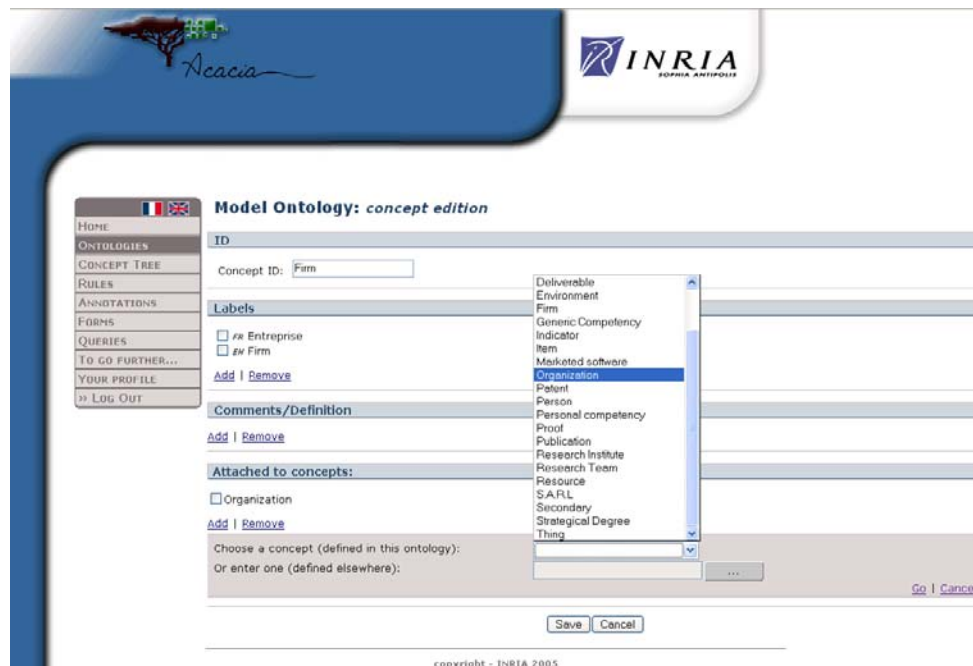 Acacia
INRIA
SOPHIA ANTIPOLIS
Model Ontology: concept edition
HOME
ONTOLOGIES
CONCEPT TREE
RULES
ANNOTATIONS
FORMS
QUERIES
TO GO FURTHER...
YOUR PROFILE
» LOG OUT
ID
Concept ID: Firm
Labels
FR Entreprise
EN Firm
Add | Remove
Comments/Definition
Add | Remove
Attached to concepts:
Organization
Add | Remove
Deliverable
Environment
Firm
Generic Competency
Indicator
Item
Marketed software
Organization
Patent
Person
Personal competency
Proof
Publication
Research Institute
Research Team
Resource
S.A.R.L
Secondary
Strategical Degree
Thing
Choose a concept (defined in this ontology):
Or enter one (defined elsewhere): ...
Go | Cance
Save Cancel
copyright - INRIA 2005